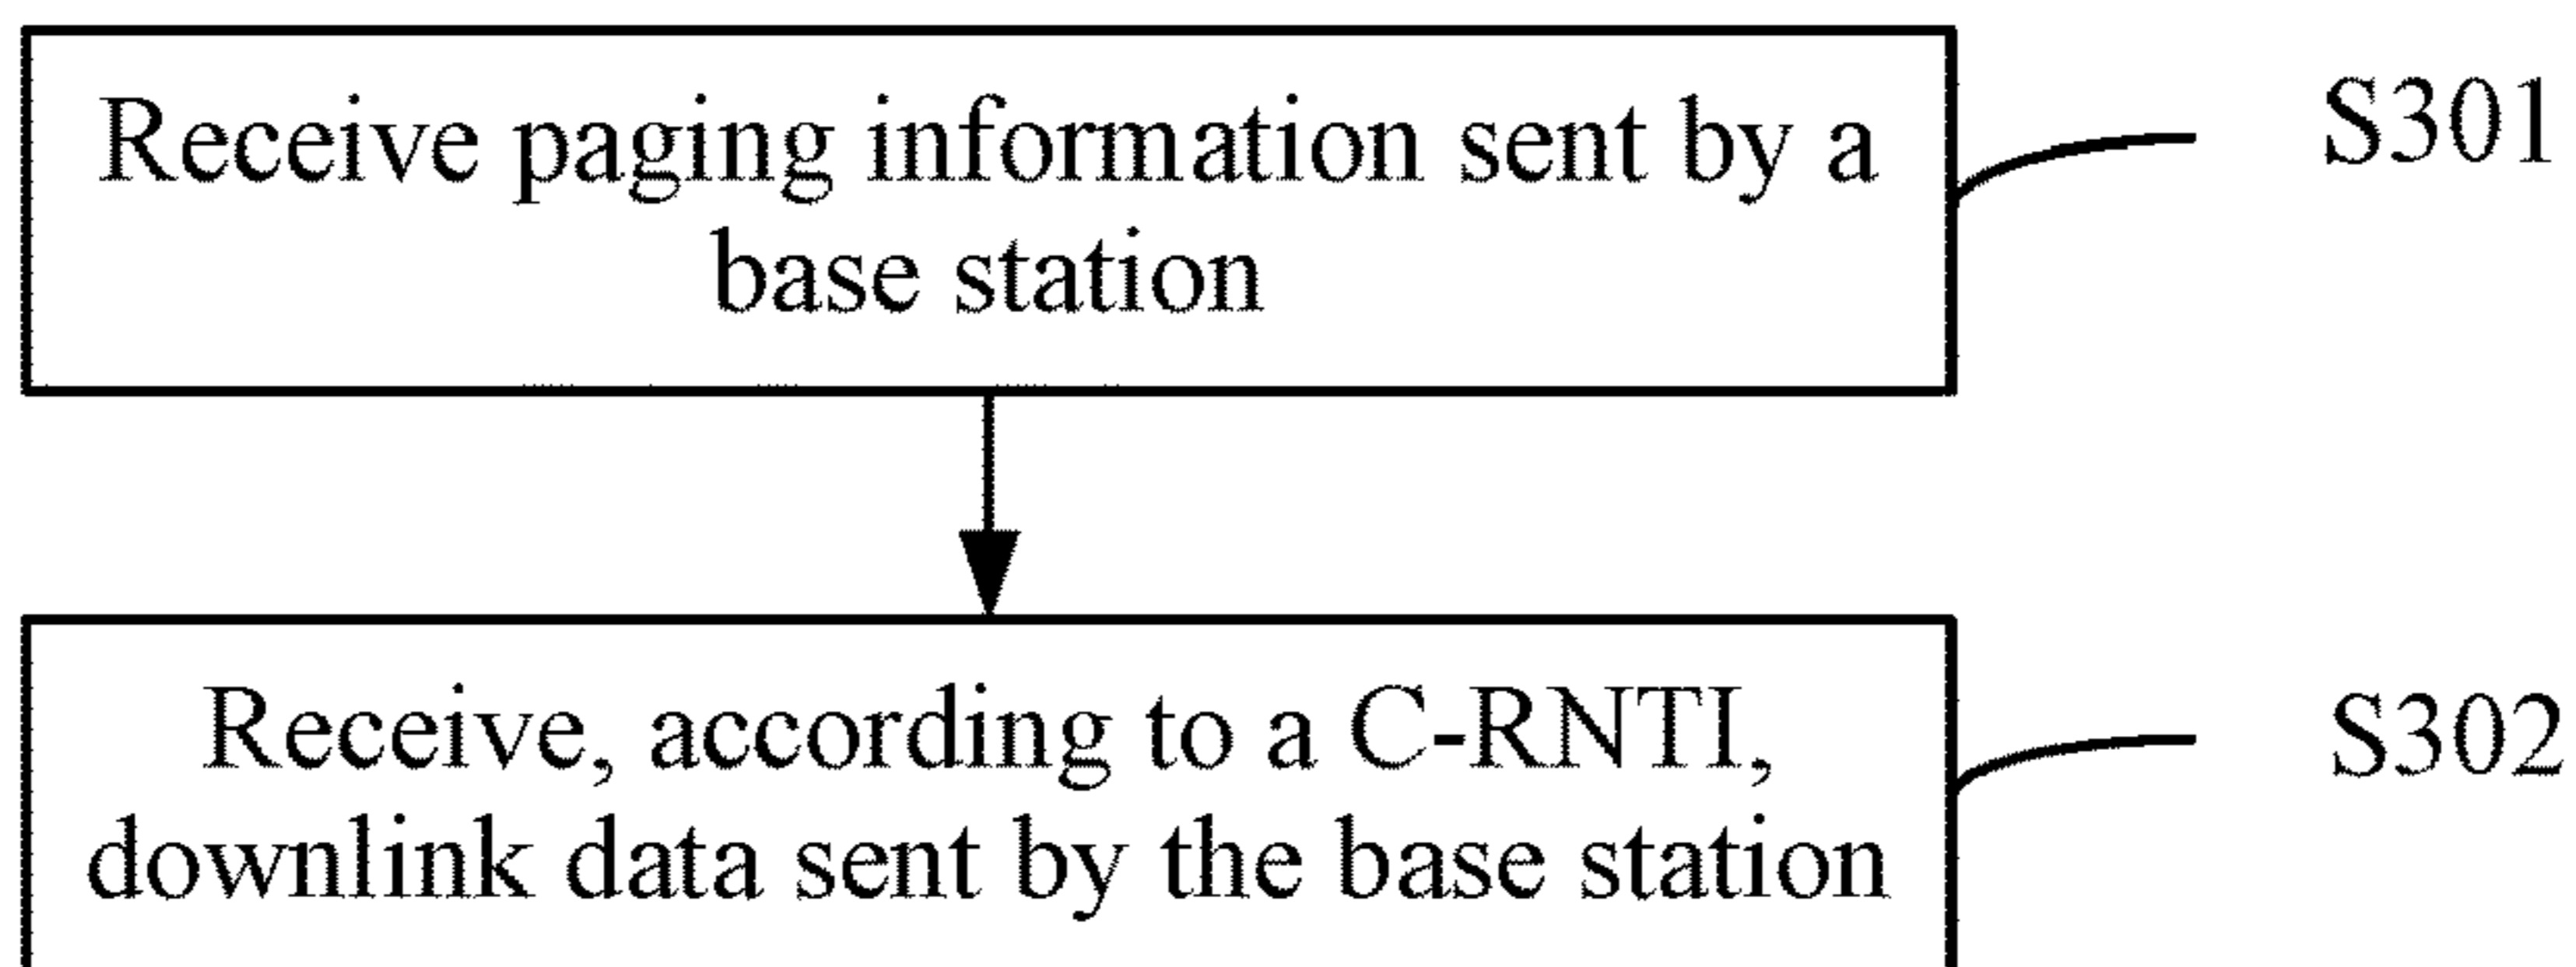 Receive paging information sent by a
base station
S301
Receive, according to a C-RNTI,
downlink data sent by the base station
S302